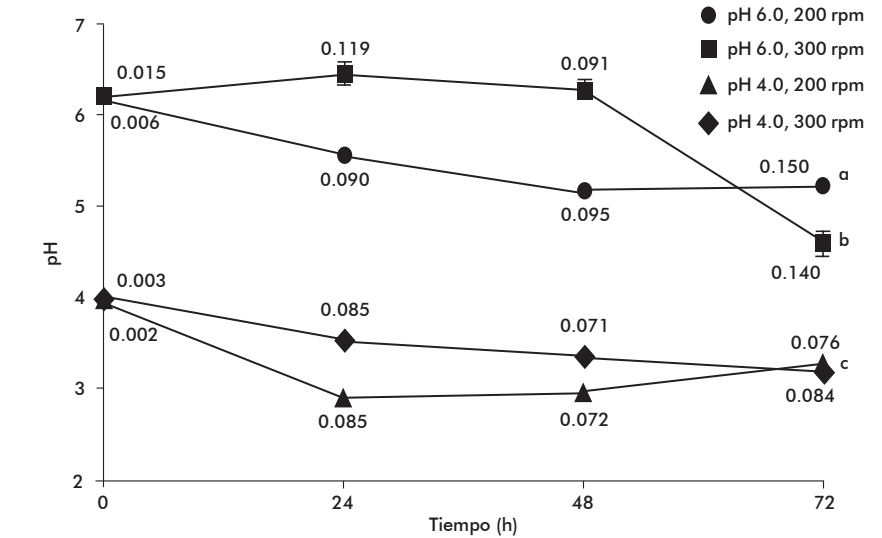 7
6
5
4
3
2
pH
0
24
48
72
Tiempo (h)
pH 6.0, 200 rpm
pH 6.0, 300 rpm
pH 4.0, 200 rpm
pH 4.0, 300 rpm
0.015
0.119
0.091
0.006
0.090
0.095
0.150
a
b
0.140
0.003
0.085
0.071
0.076
c
0.002
0.085
0.072
0.084